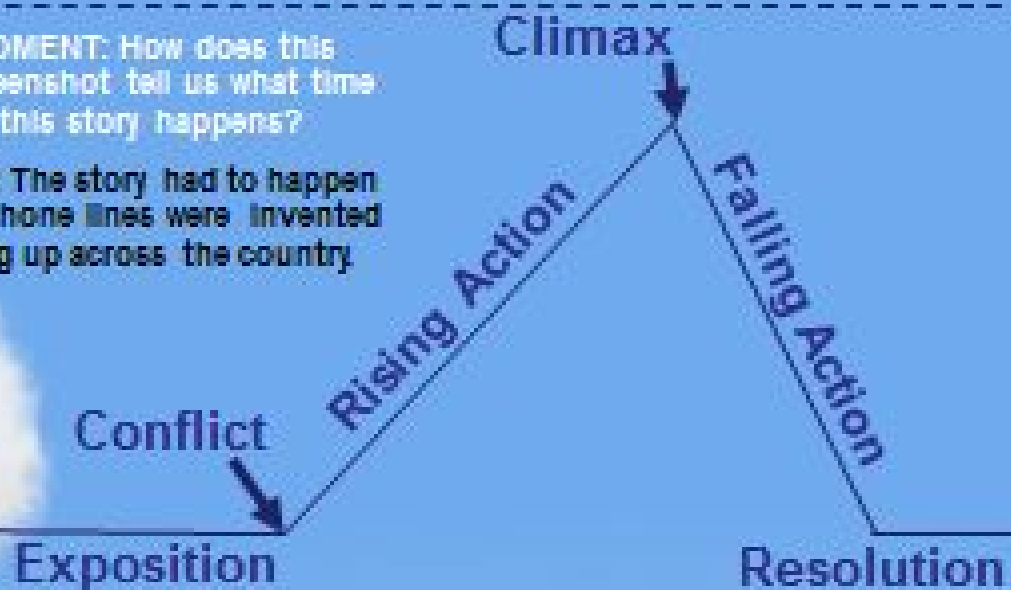 Climax
OMENT: How does this
eenshot tell us what time
this story happens?
The story had to happen
hone lines were invented
g up across the country
Rising Action
Falling Action
Conflict
Exposition
Resolution